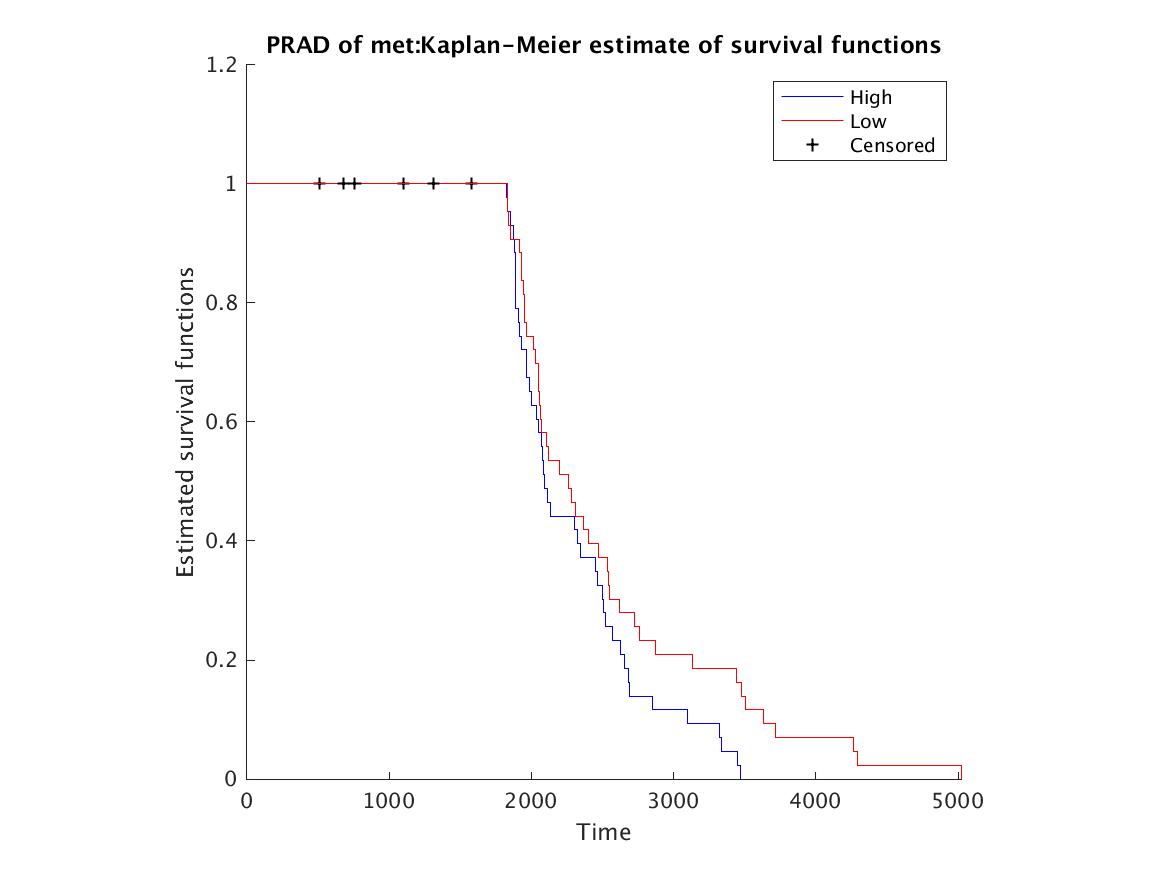 PRAD of met:Kaplan-Meier estimate of survival functions
1.2
1
0.8
0.6
0.4
0.2
0
Estimated survival functions
High
Low
Censored
0 1000 2000 3000 4000 5000
Time